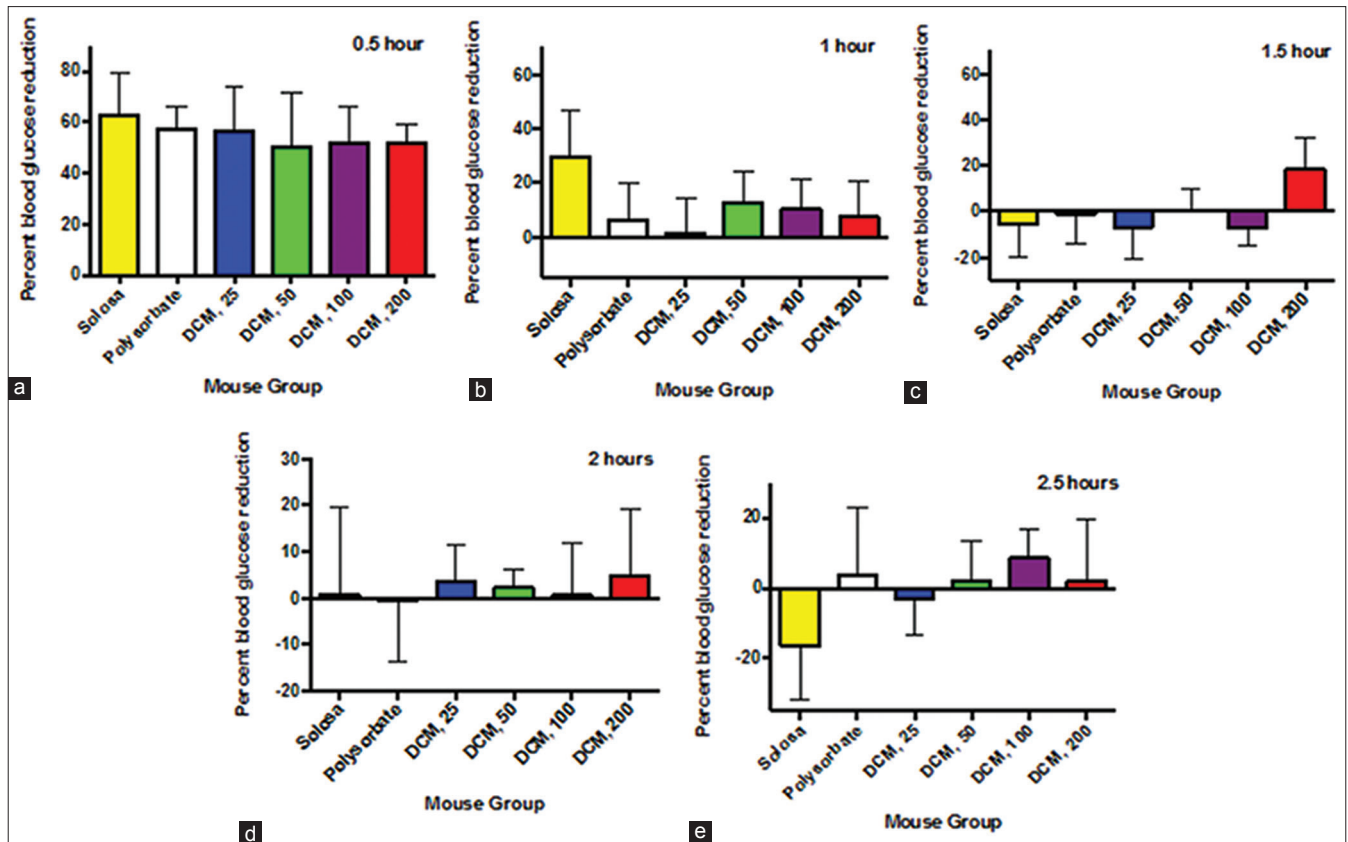 0.5 hour
Percent blood glucose reduction
80
60
40
20
0
Solosa
Polysorbate
DCM, 25
DCM, 50
DCM, 100
DCM, 200
Mouse Group
a
1 hour
Percent blood glucose reduction
60
40
20
0
Solosa
Polysorbate
DCM, 25
DCM, 50
DCM, 100
DCM, 200
Mouse Group
b
1.5 hour
Percent blood glucose reduction
60
40
20
0
-20
Solosa
Polysorbate
DCM, 25
DCM, 50
DCM, 100
DCM, 200
Mouse Group
c
2 hours
Percent blood glucose reduction
30
20
10
0
-10
-20
Solosa
Polysorbate
DCM, 25
DCM, 50
DCM, 100
DCM, 200
Mouse Group
d
2.5 hours
Percent blood glucose reduction
20
0
-20
Solosa
Polysorbate
DCM, 25
DCM, 50
DCM, 100
DCM, 200
Mouse Group
e